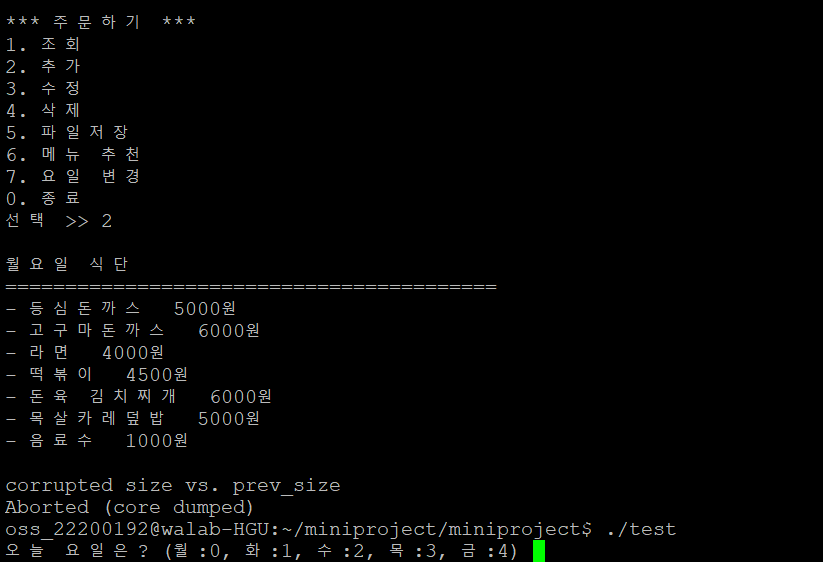 *** 주문하기 ***
1. 조회
2. 추가
3. 수정
4. 삭제
5. 파일저장
6. 메뉴 추천
7. 요일 변경
0. 종료
선택 >> 2
월요일 식단
=========================================
- 등심돈까스 5000원
- 고구마돈까스 6000원
- 라면 4000원
- 떡볶이 4500원
- 돈육 김치찌개 6000원
- 목살카레덮밥 5000원
- 음료수 1000원
corrupted size vs. prev_size
Aborted (core dumped)
oss_22200192@walab-HGU:~/miniproject/miniproject$ ./test
오늘 요일은? (월:0, 화:1, 수:2, 목:3, 금:4)